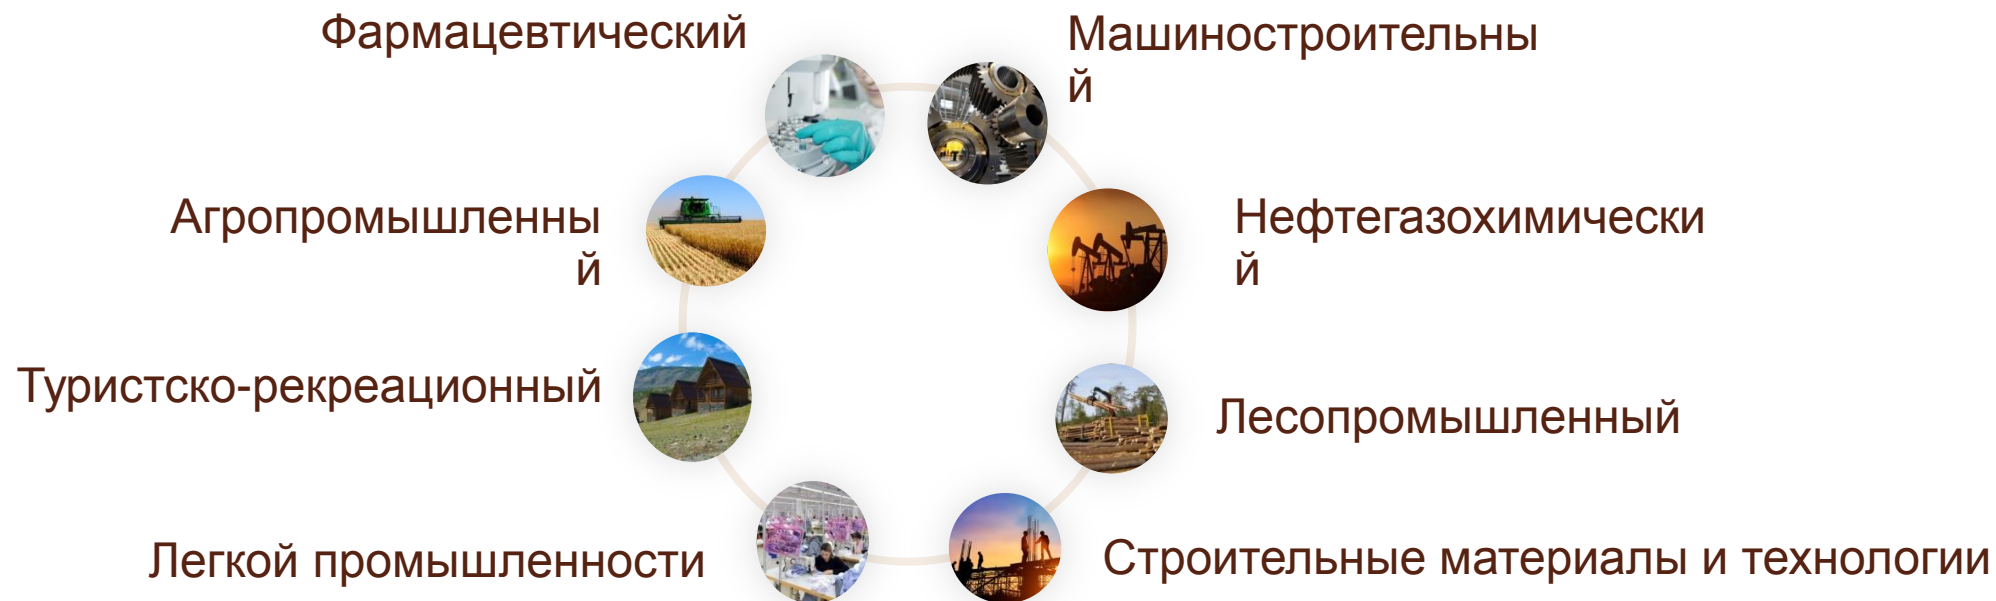 Фармацевтический
Машиностроительны
й
Агропромышленны
й
Нефтегазохимически
й
Туристско-рекреационный
Лесопромышленный
Легкой промышленности
Строительные материалы и технологии